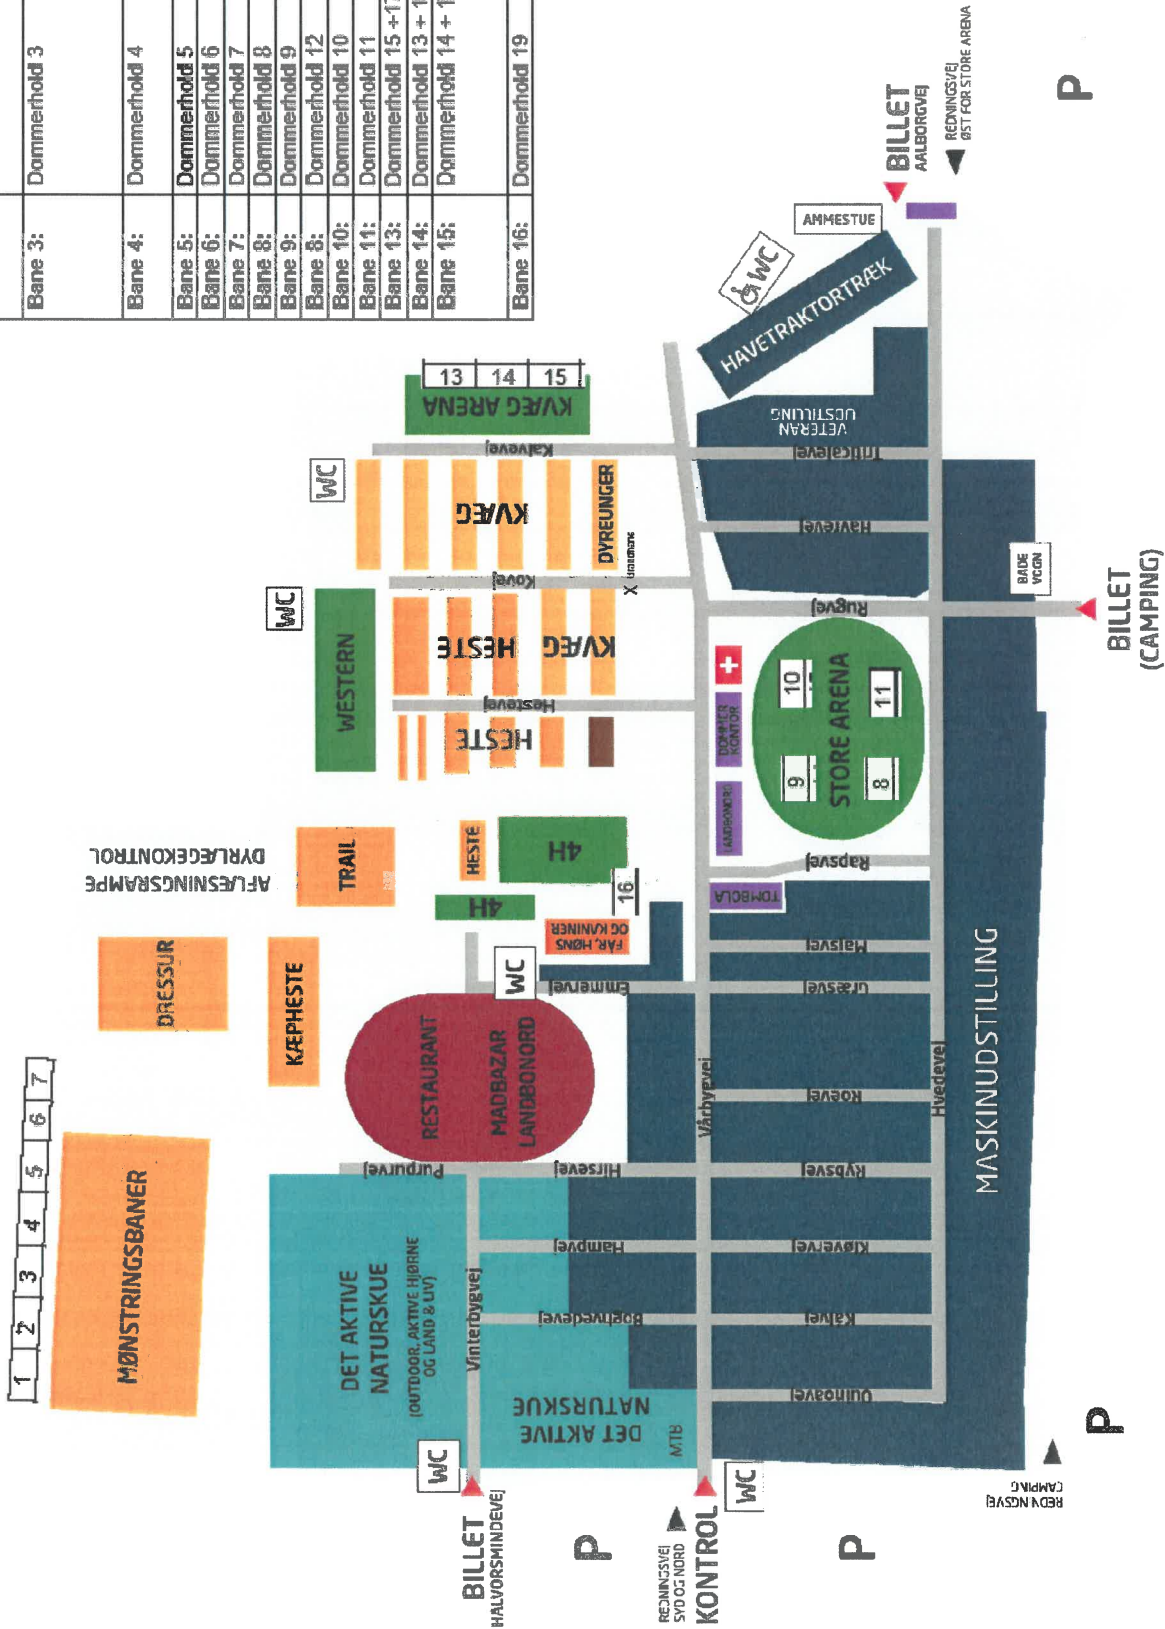 Bane 3: Dommerhold 3
Bane 4: Dommerhold 4
Bane 5: Dommerhold 5
Bane 6: Dommerhold 6
Bane 7: Dommerhold 7
Bane 8: Dommerhold 8
Bane 9: Dommerhold 9
Bane 8: Dommerhold 12
Bane 10: Dommerhold 10
Bane 11: Dommerhold 11
Bane 13: Dommerhold 15 +
Bane 14: Dommerhold 13 +
Bane 15: Dommerhold 14 +
Bane 16: Dommerhold 19
1 2 3 4 5 6 7
MØNSTRINGSBANER
DRESSUR
AFLÆSNINGSRAMPE
DYRLÆGEKONTROL
KÆPHESTE
TRAIL
WESTERN
WC
WC
DET AKTIVE
NATURSKUE
(OUTDOOR, AKTIVE HJØRNE
OG LAND & LIV)
Purpurvej
RESTAURANT
MADBAZAR
LANDBONORD
4H
HESTE
4H
16
FÅR, HØNS
OG KANINER
WC
HESTE
Hestevej
HESTE
KVÆG
Kovej
KVÆG
DYREUNGER
X
Kalvevej
KVÆG ARENA
13
14
15
BILLET
HALVORSMINDEVEJ
WC
Vinterbygvej
DET AKTIVE
NATURSKUE
MTB
Boghvedevej
Hampvej
Hirsevej
Emmervej
P
REDNINGSVEJ
SYD OG NORD
KONTROL
WC
Vårbygvej
TOMBOLA
LANDBONORD
DOMMER
KONTOR
+
Quinoavej
Kålvej
Kløvervej
Rybsvej
Roevej
Græsvej
Majsvej
Rapsvej
STORE ARENA
9
10
8
11
Rugvej
Havrevej
Triticalevej
VETERAN
UDSTILLING
HAVETRAKTORTRÆK
WC
AMMESTUE
BILLET
AALBORGVEJ
REDNINGSVEJ
ØST FOR STORE ARENA
P
P
Hvedevej
MASKINUDSTILLING
BADE
VOGN
BILLET
(CAMPING)
REDNINGSVEJ
CAMPING
P